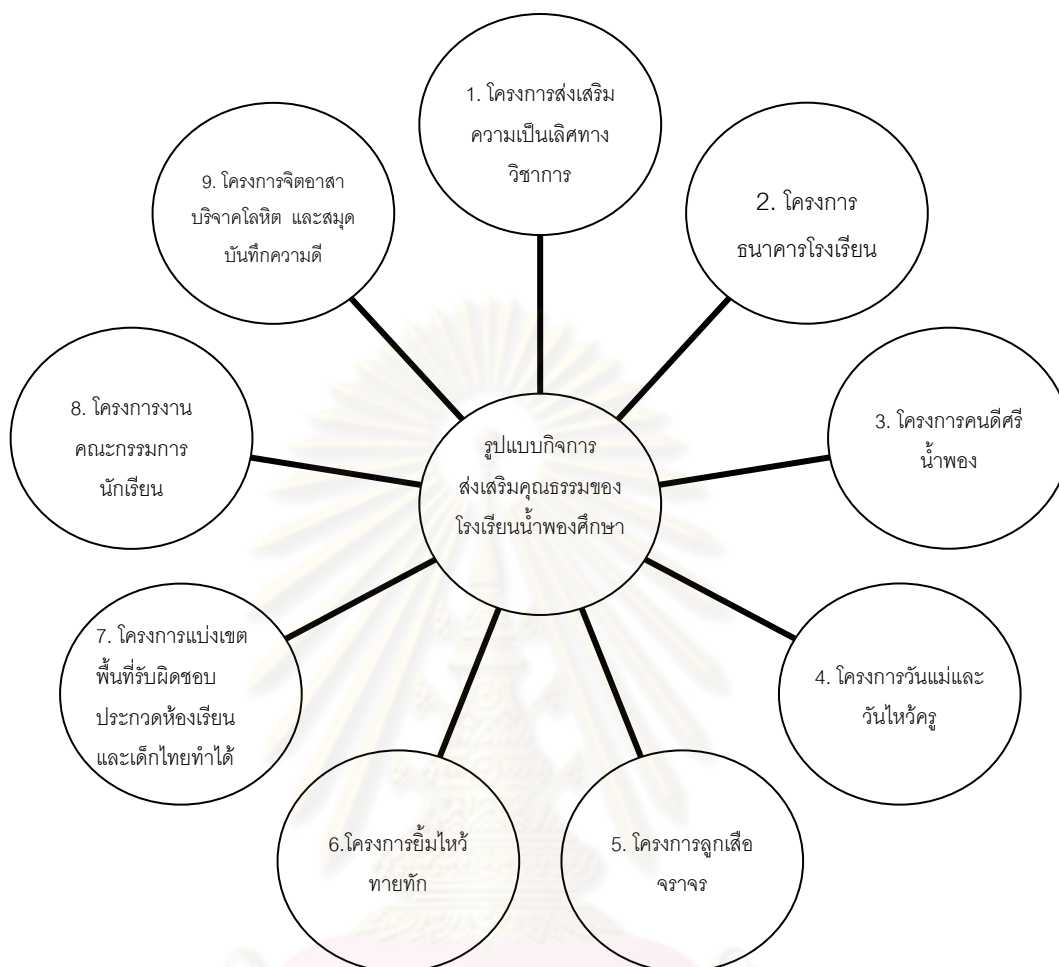 1. โครงการส่งเสริม
ความเป็นเลิศทาง
วิชาการ
2. โครงการ
ธนาคารโรงเรียน
3. โครงการคนดีศรี
น้ำพอง
4. โครงการวันแม่และ
วันไหว้ครู
5. โครงการลูกเสือ
จราจร
6.โครงการยิ้มไหว้
ทายทัก
7. โครงการแบ่งเขต
พื้นที่รับผิดชอบ
ประกวดห้องเรียน
และเด็กไทยทำได้
8. โครงการงาน
คณะกรรมการ
นักเรียน
9. โครงการจิตอาสา
บริจาคโลหิต และสมุด
บันทึกความดี
รูปแบบกิจการ
ส่งเสริมคุณธรรมของ
โรงเรียนน้ำพองศึกษา